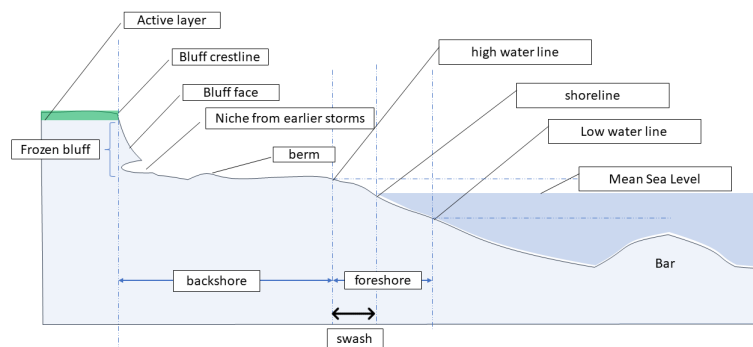 Active layer
Bluff crestline
high water line
Bluff face
shoreline
Niche from earlier storms
Low water line
Frozen bluff
berm
Mean Sea Level
Bar
backshore
foreshore
swash